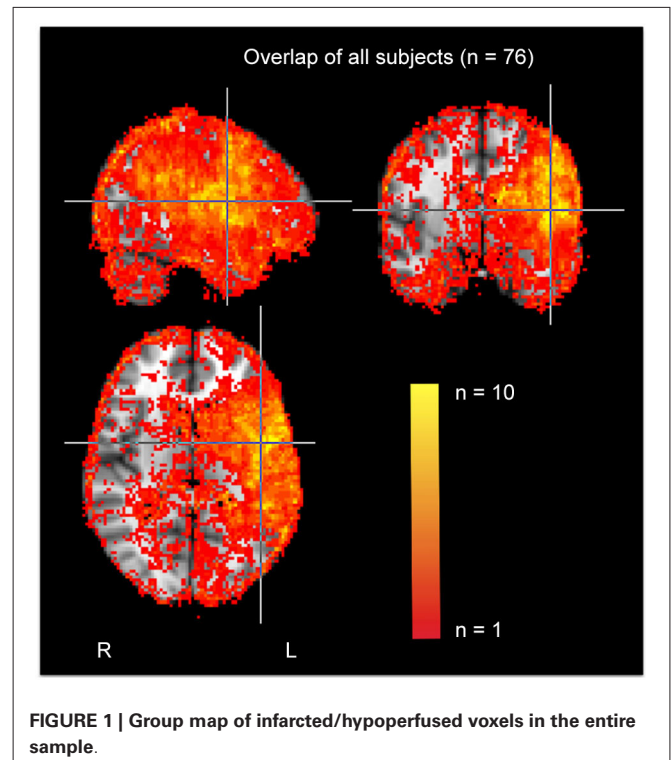 Overlap of all subjects (n = 76)
n = 10
n = 1
R
L
FIGURE 1 | Group map of infarcted/hypoperfused voxels in the entire
sample.